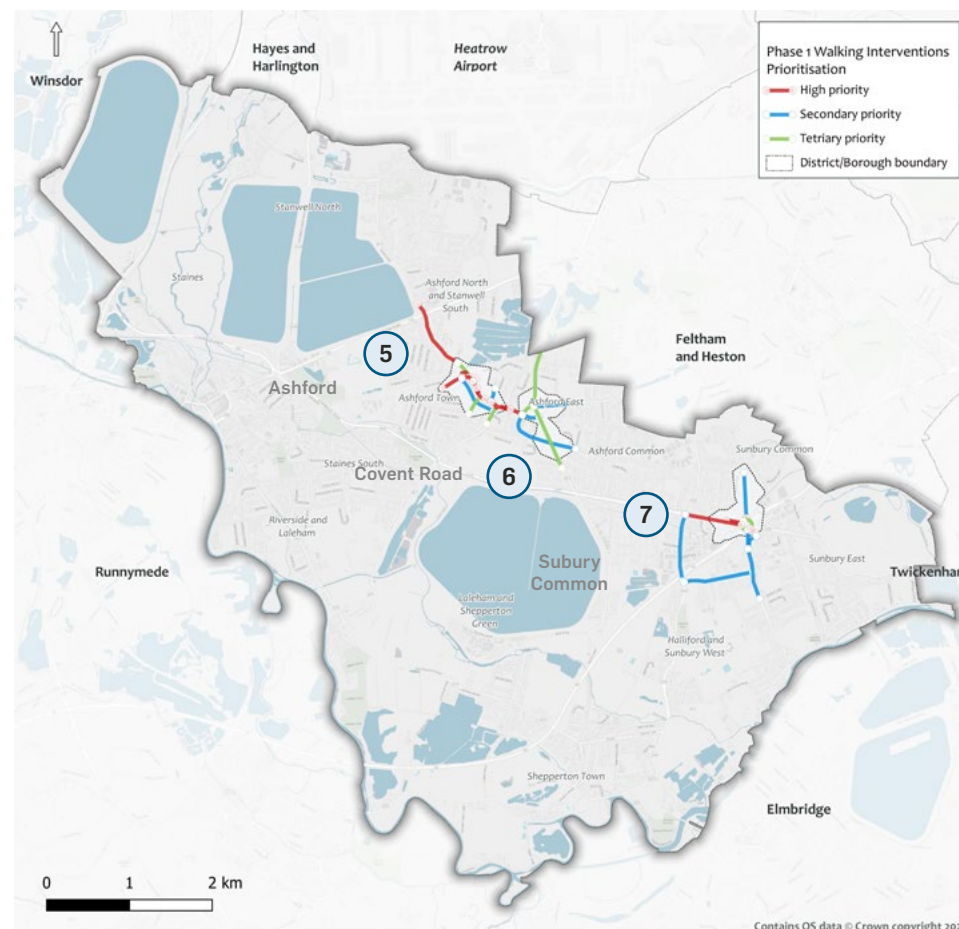 Hayes and
Harlington
Heatrow
Airport
Winsdor
Phase 1 Walking Interventions
Prioritisation
High priority
Secondary priority
Tetriary priority
District/Borough boundary
Stanwell North
Staines
Ashford North
and Stanwell
South
Feltham
and Heston
5
Ashford
Ashford Town
Ashford East
Ashford Common
Sunbury Common
Staines South
Covent Road
6
7
Riverside and
Laleham
Sunbury East
Runnymede
Twickenham
Subury
Common
Laleham and
Shepperton
Green
Halliford and
Sunbury West
Shepperton Town
Elmbridge
0 1 2 km
Contains OS data © Crown copyright 202